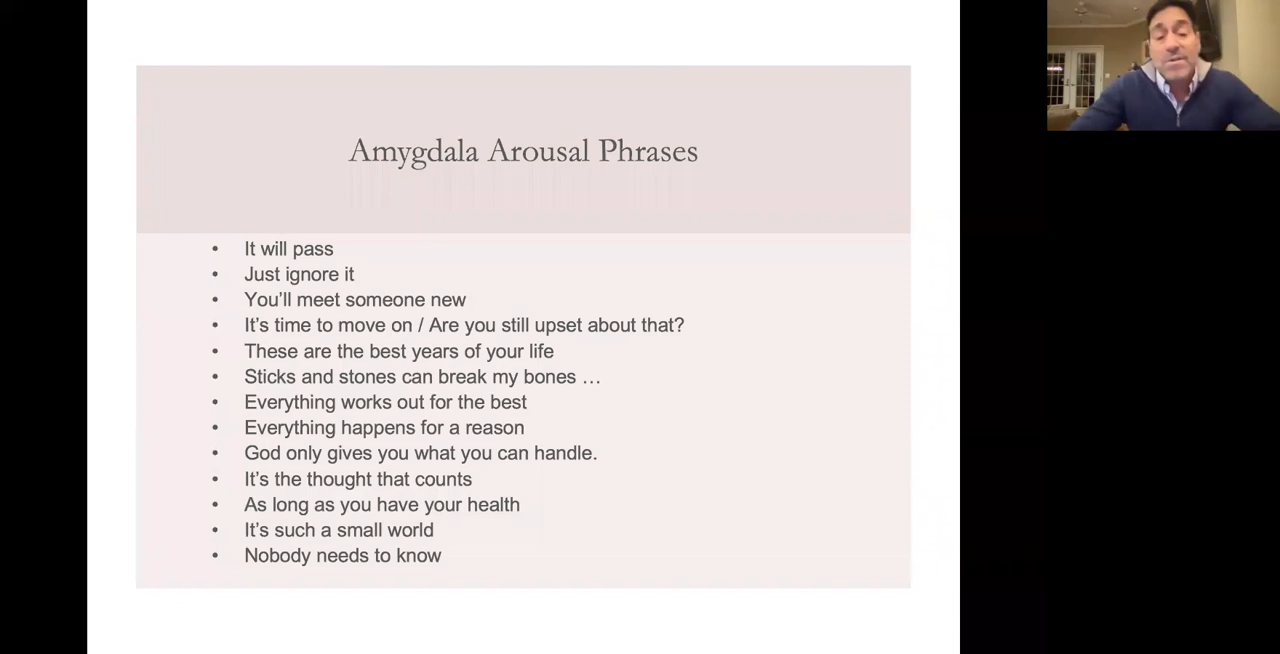 Amygdala Arousal Phrases
• It will pass
• Just ignore it
• You’ll meet someone new
• It’s time to move on / Are you still upset about that?
• These are the best years of your life
• Sticks and stones can break my bones …
• Everything works out for the best
• Everything happens for a reason
• God only gives you what you can handle.
• It’s the thought that counts
• As long as you have your health
• It’s such a small world
• Nobody needs to know